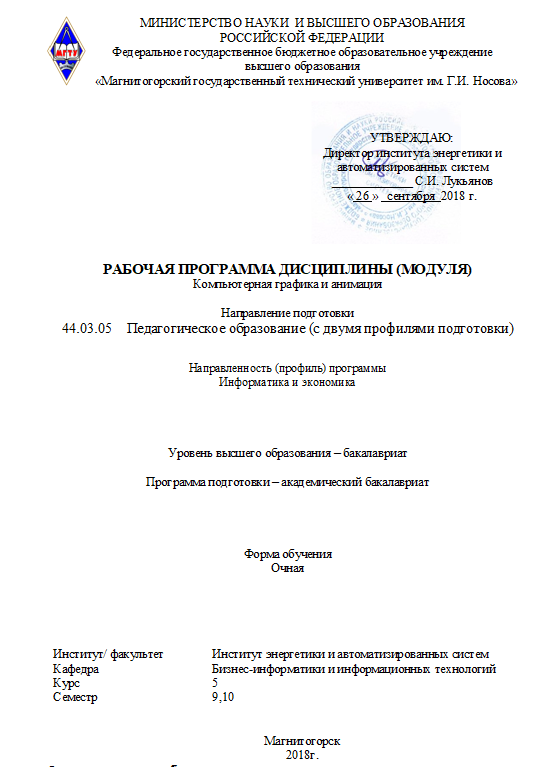 МИНИСТЕРСТВО НАУКИ И ВЫСШЕГО ОБРАЗОВАНИЯ
РОССИЙСКОЙ ФЕДЕРАЦИИ
Федеральное государственное бюджетное образовательное учреждение
высшего образования
«Магнитогорский государственный технический университет им. Г.И. Носова»
МГТУ
УТВЕРЖДАЮ:
Директор института энергетики и
автоматизированных систем
_____________ С.И. Лукьянов
« 26 » сентября 2018 г.
РАБОЧАЯ ПРОГРАММА ДИСЦИПЛИНЫ (МОДУЛЯ)
Компьютерная графика и анимация
Направление подготовки
44.03.05 Педагогическое образование (с двумя профилями подготовки)
Направленность (профиль) программы
Информатика и экономика
Уровень высшего образования – бакалавриат
Программа подготовки – академический бакалавриат
Форма обучения
Очная
Институт/ факультет Институт энергетики и автоматизированных систем
Кафедра Бизнес-информатики и информационных технологий
Курс 5
Семестр 9,10
Магнитогорск
2018г.